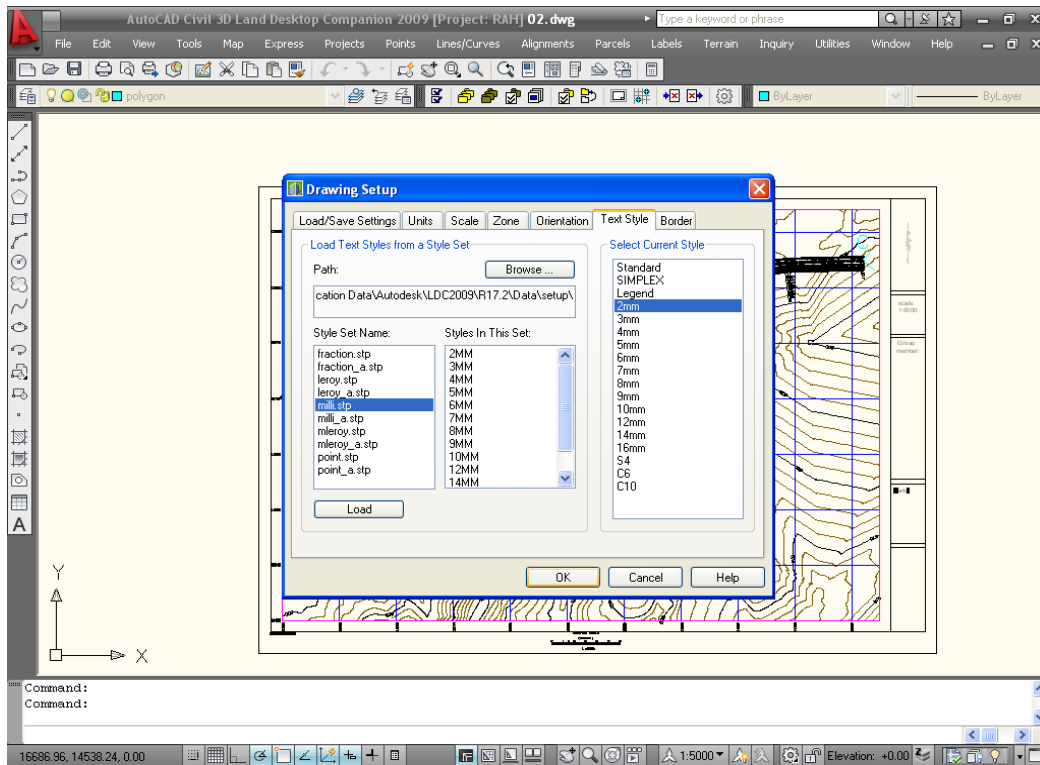 AutoCAD Civil 3D Land Desktop Companion 2009 [Project: RAH] 02.dwg
Type a keyword or phrase
File Edit View Tools Map Express Projects Points Lines/Curves Alignments Parcels Labels Terrain Inquiry Utilities Window Help
polygon
ByLayer
ByLayer
Drawing Setup
Load/Save Settings Units Scale Zone Orientation Text Style Border
Load Text Styles from a Style Set
Path:
Browse ...
cation Data\Autodesk\LDC2009\R17.2\Data\setup\
Style Set Name:
fraction.stp
fraction_a.stp
leroy.stp
leroy_a.stp
milli.stp
milli_a.stp
mleroy.stp
mleroy_a.stp
point.stp
point_a.stp
Styles In This Set:
2MM
3MM
4MM
5MM
6MM
7MM
8MM
9MM
10MM
12MM
14MM
Load
Select Current Style
Standard
SIMPLEX
Legend
2mm
3mm
4mm
5mm
6mm
7mm
8mm
9mm
10mm
12mm
14mm
16mm
S4
C6
C10
OK Cancel Help
scale:
Group
member:
Y
X
A
Command:
Command:
16686.96, 14538.24, 0.00
1:5000
Elevation: +0.00